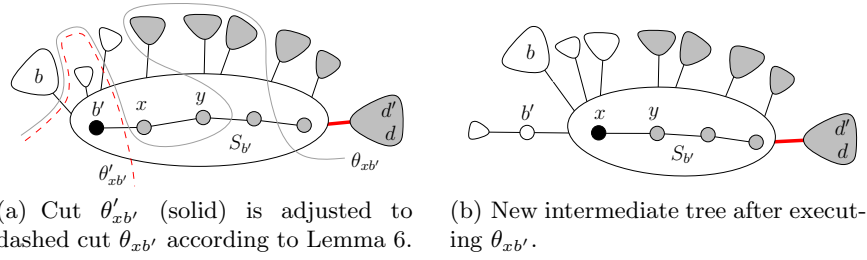 b
b′
x
y
S_{b′}
d′
d
θ′_{xb′}
θ_{xb′}
b
b′
x
y
S_{b′}
d′
d
(a) Cut θ′_{xb′} (solid) is adjusted to
dashed cut θ_{xb′} according to Lemma 6.
(b) New intermediate tree after execut-
ing θ_{xb′}.